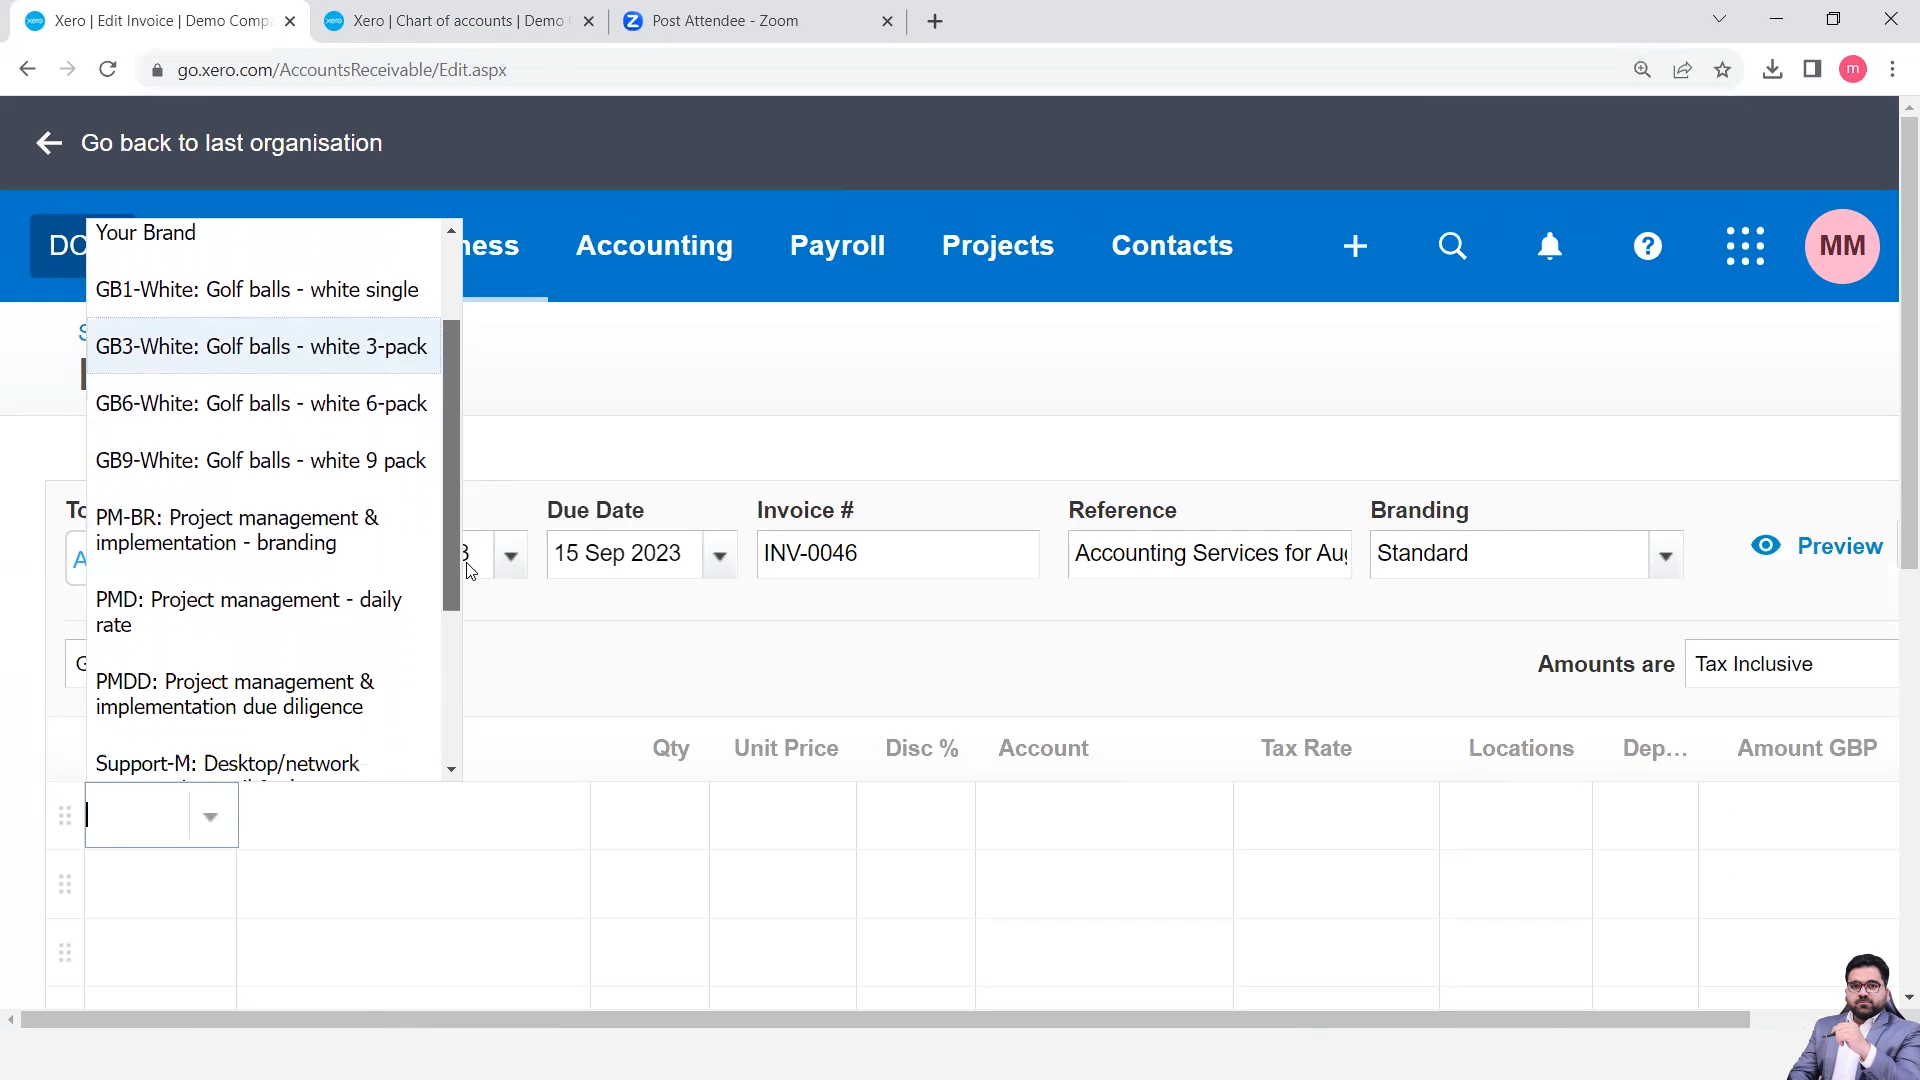 Xero | Edit Invoice | Demo Comp
Xero | Chart of accounts | Demo
Post Attendee - Zoom
go.xero.com/AccountsReceivable/Edit.aspx
m
Go back to last organisation
DC
ness
Accounting
Payroll
Projects
Contacts
MM
Your Brand
GB1-White: Golf balls - white single
GB3-White: Golf balls - white 3-pack
GB6-White: Golf balls - white 6-pack
GB9-White: Golf balls - white 9 pack
PM-BR: Project management &
implementation - branding
PMD: Project management - daily
rate
PMDD: Project management &
implementation due diligence
Support-M: Desktop/network
To
Due Date
Invoice #
Reference
Branding
15 Sep 2023
INV-0046
Accounting Services for Aug
Standard
Preview
Amounts are
Tax Inclusive
Qty
Unit Price
Disc %
Account
Tax Rate
Locations
Dep...
Amount GBP